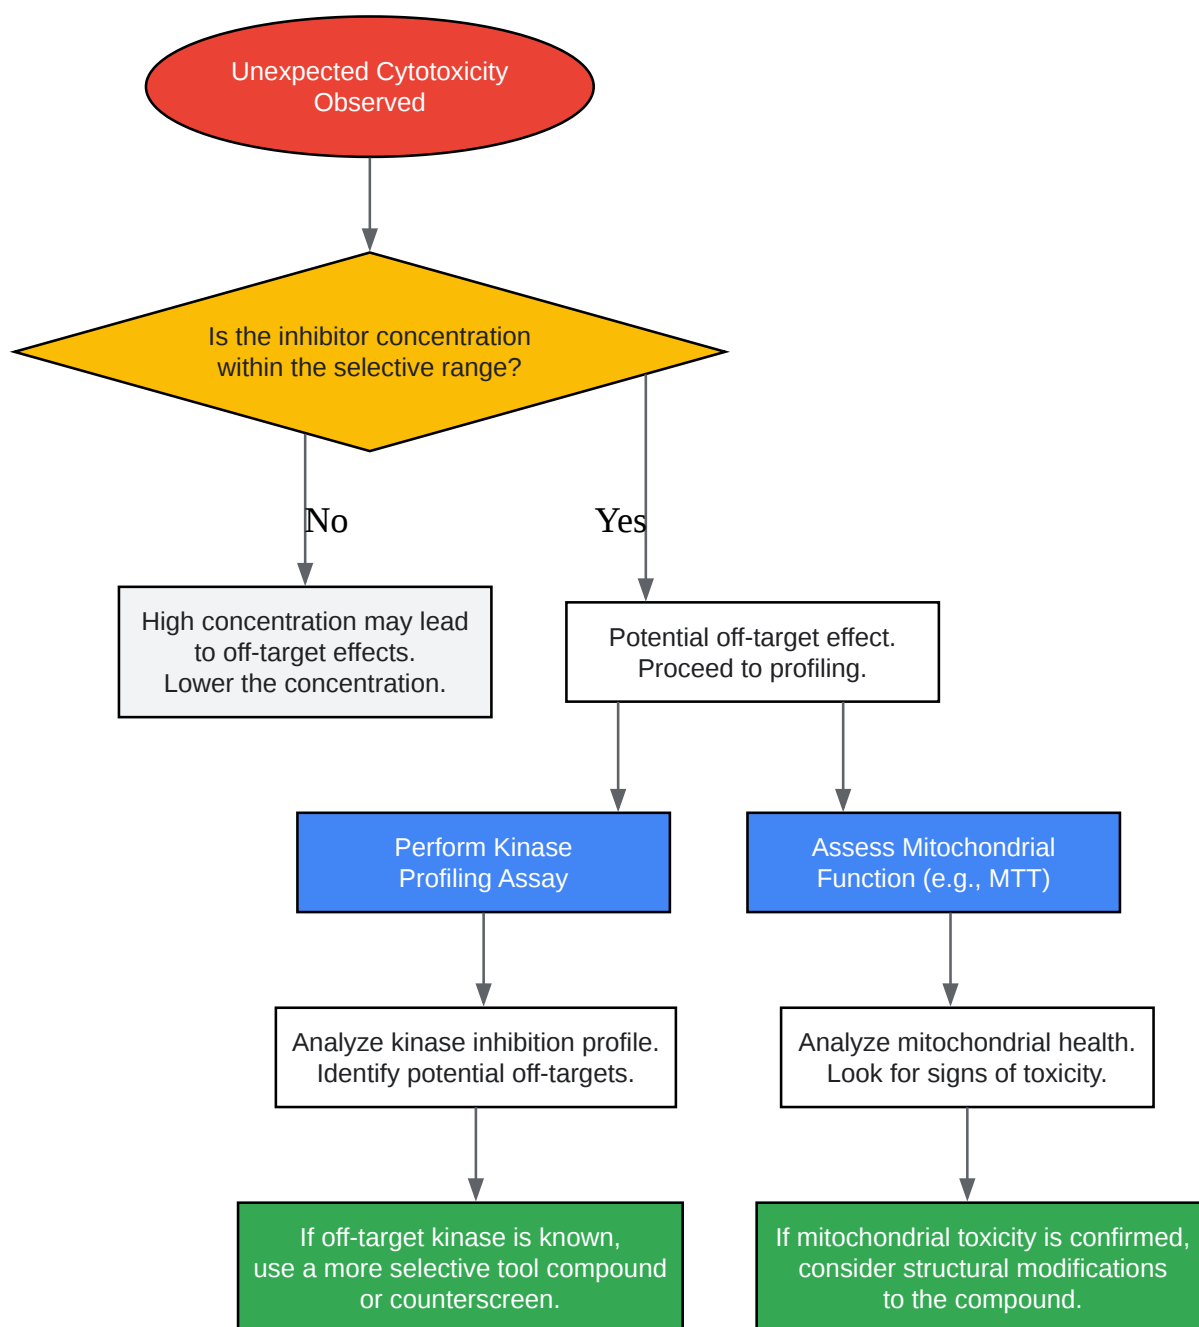 Unexpected Cytotoxicity
Observed
Is the inhibitor concentration
within the selective range?
No
Yes
High concentration may lead
to off-target effects.
Lower the concentration.
Potential off-target effect.
Proceed to profiling.
Perform Kinase
Profiling Assay
Assess Mitochondrial
Function (e.g., MTT)
Analyze kinase inhibition profile.
Identify potential off-targets.
Analyze mitochondrial health.
Look for signs of toxicity.
If off-target kinase is known,
use a more selective tool compound
or counterscreen.
If mitochondrial toxicity is confirmed,
consider structural modifications
to the compound.